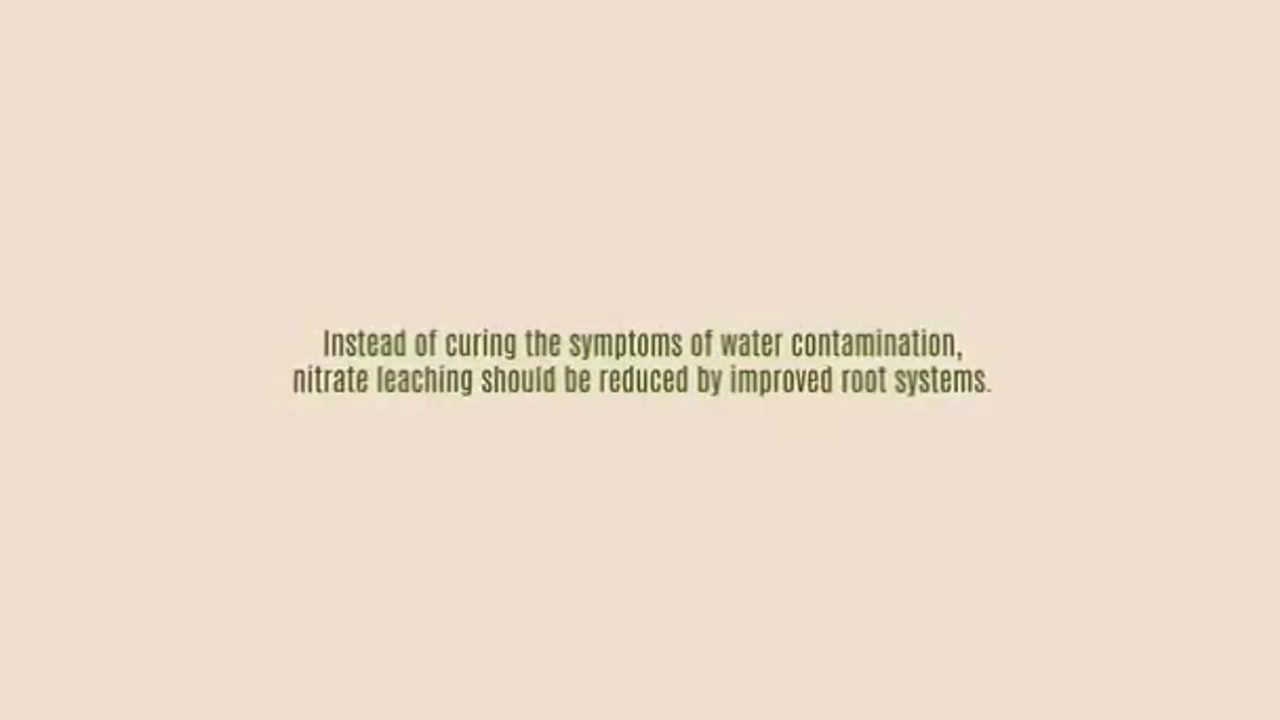 Instead of curing the symptoms of water contamination,
nitrate leaching should be reduced by improved root systems.